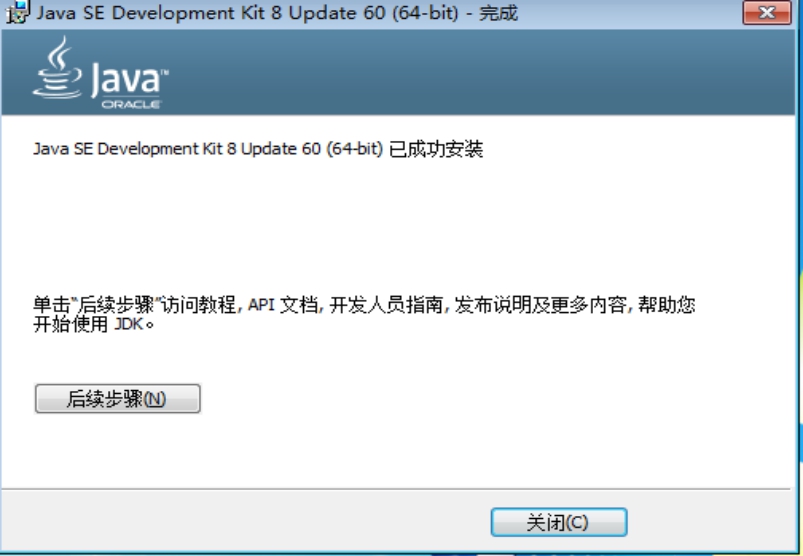 Java SE Development Kit 8 Update 60 (64-bit) - 完成
Java™
ORACLE
Java SE Development Kit 8 Update 60 (64-bit) 已成功安装
单击"后续步骤"访问教程, API 文档, 开发人员指南, 发布说明及更多内容, 帮助您
开始使用 JDK。
后续步骤(N)
关闭(C)